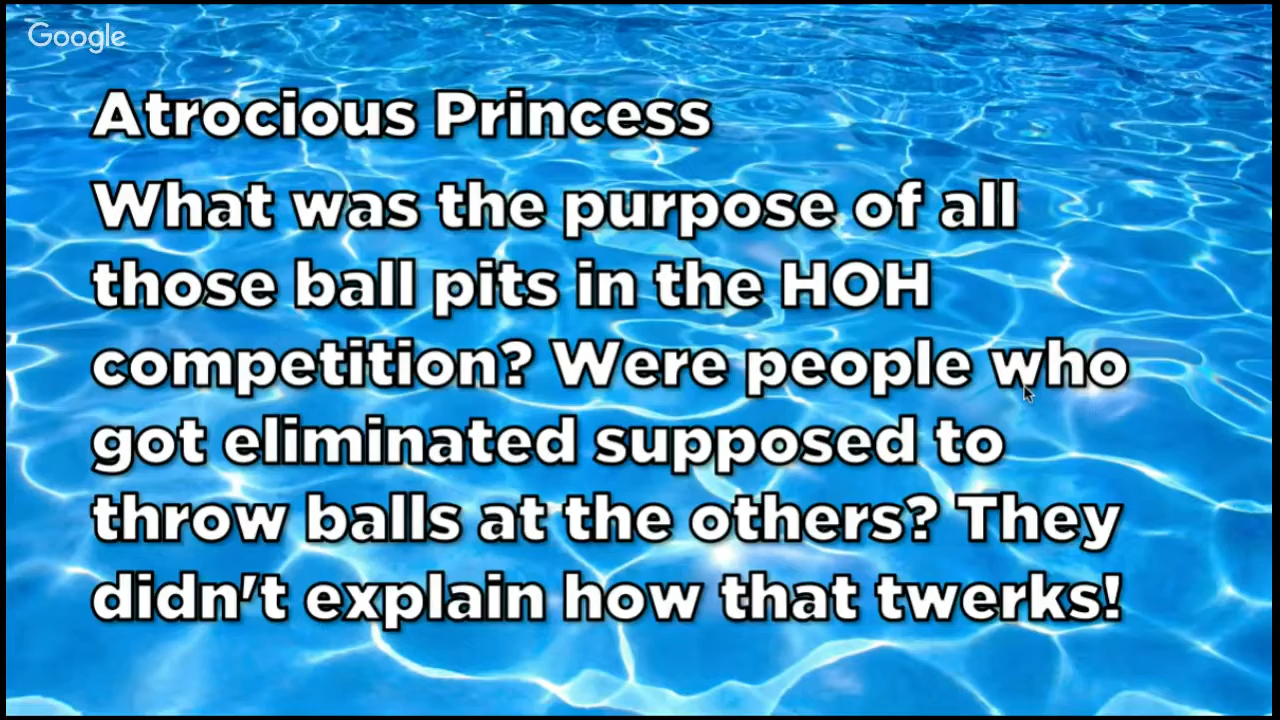 Google
Atrocious Princess
What was the purpose of all
those ball pits in the HOH
competition? Were people who
got eliminated supposed to
throw balls at the others? They
didn't explain how that twerks!